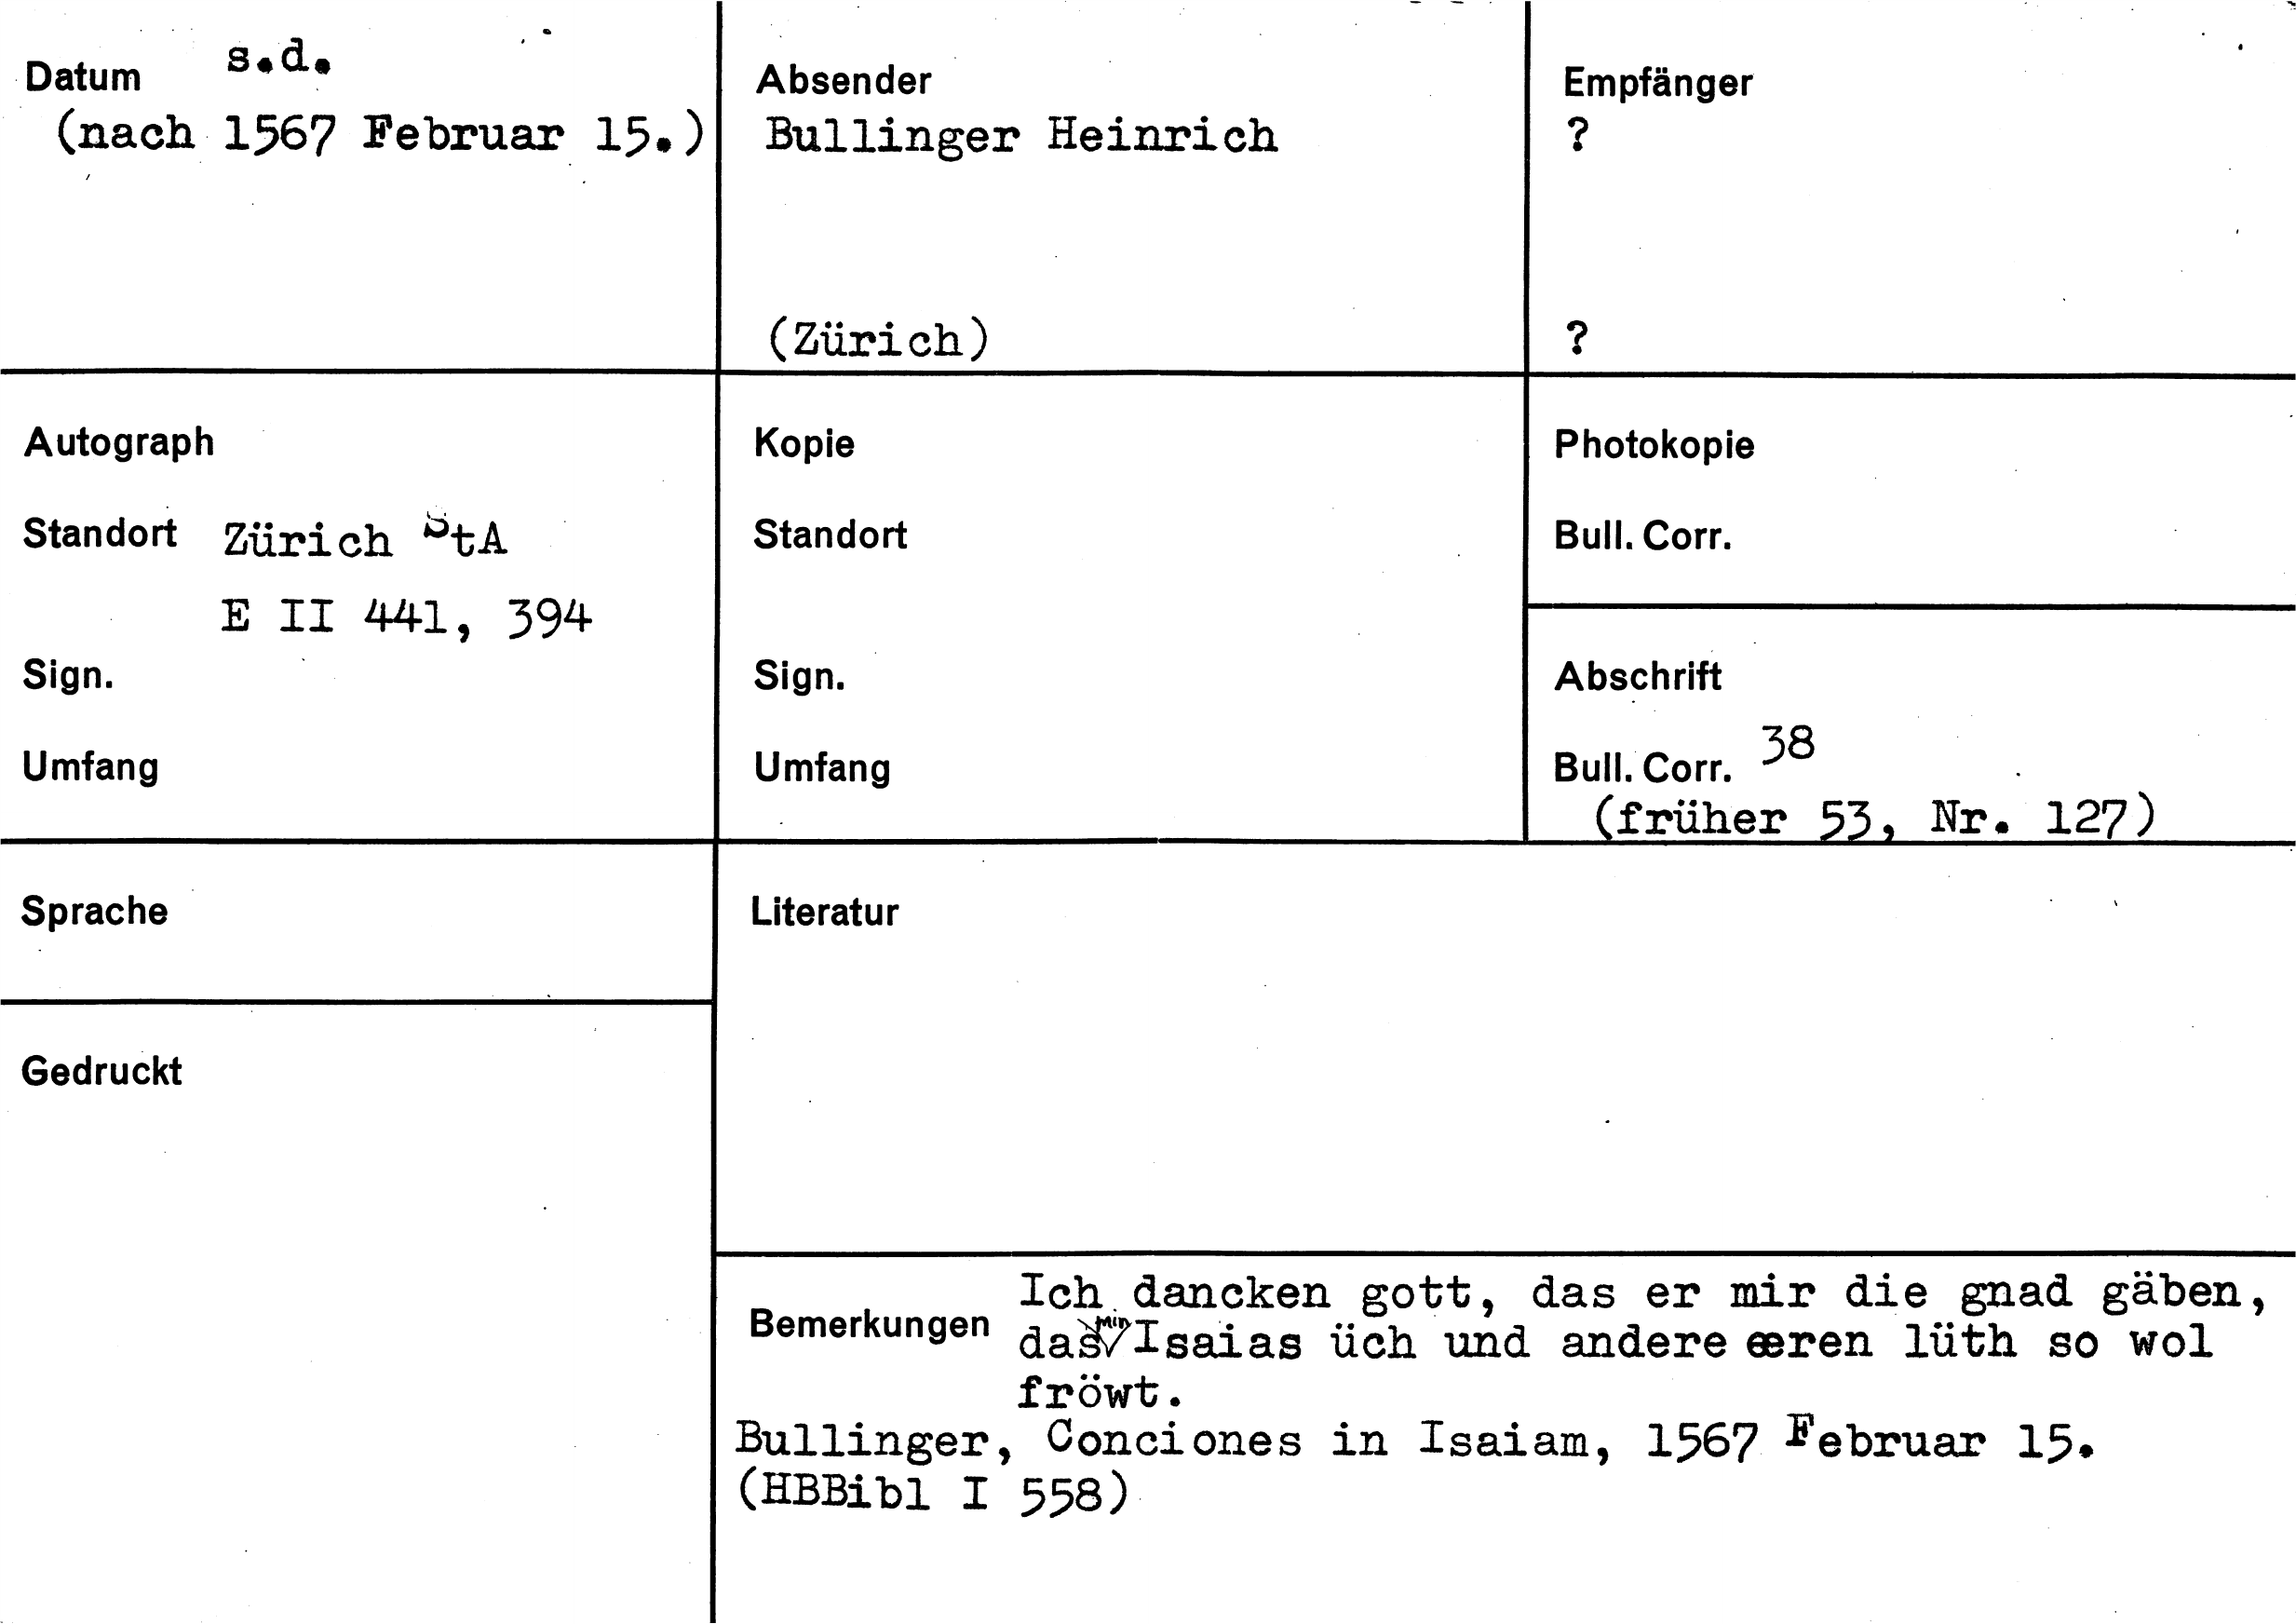 Datum s.d.
(nach 1567 Februar 15.)
Absender
Bullinger Heinrich
(Zürich)
Empfänger
?
?
Autograph
Standort Zürich StA
E II 441, 394
Sign.
Umfang
Kopie
Standort
Sign.
Umfang
Photokopie
Bull. Corr.
Abschrift
Bull. Corr. 38
(früher 53, Nr. 127)
Sprache
Literatur
Gedruckt
Bemerkungen
Ich dancken gott, das er mir die gnad gäben,
das min Isaias üch und andere eren lüth so wol
fröwt.
Bullinger, Conciones in Isaiam, 1567 Februar 15.
(HBBibl I 558)